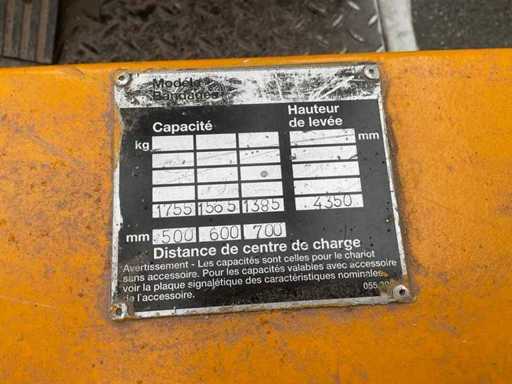 Modèle
Bandages
Capacité
Hauteur
de levée
kg
mm
1755 1585 1385 4350
mm 500 600 700
Distance de centre de charge
Avertissement - Les capacités sont celles pour le chariot
sans accessoire. Pour les capacités valables avec accessoire
voir la plaque signalétique des caractéristiques nominales
de l'accessoire.